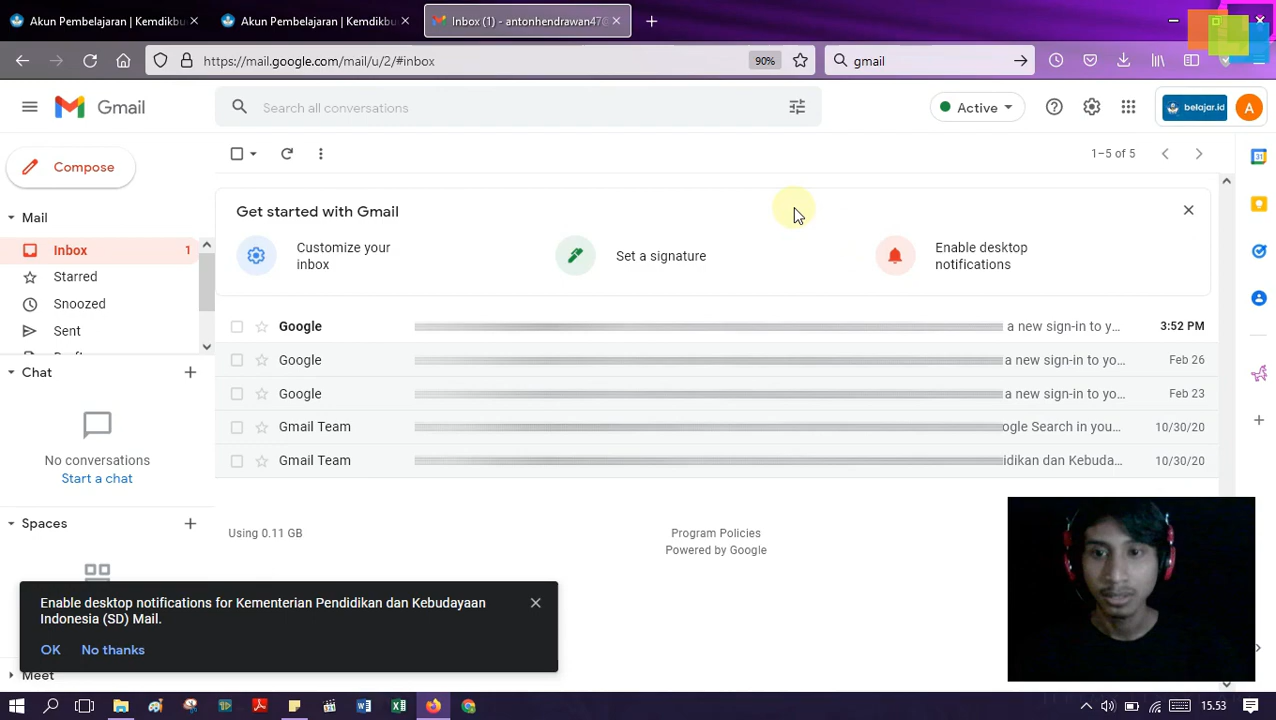 Akun Pembelajaran | Kemdikbu
Akun Pembelajaran | Kemdikbu
Inbox (1) - antonhendrawan47@
https://mail.google.com/mail/u/2/#inbox
90%
gmail
Gmail
Search all conversations
Active
belajar.id
A
Compose
1–5 of 5
Mail
Get started with Gmail
Inbox 1
Customize your
inbox
Set a signature
Enable desktop
notifications
Starred
Snoozed
Sent
Google a new sign-in to y... 3:52 PM
Google a new sign-in to yo... Feb 26
Google a new sign-in to yo... Feb 23
Gmail Team ogle Search in you... 10/30/20
Gmail Team idikan dan Kebuda... 10/30/20
Chat
No conversations
Start a chat
Spaces
Using 0.11 GB
Program Policies
Powered by Google
Enable desktop notifications for Kementerian Pendidikan dan Kebudayaan
Indonesia (SD) Mail.
OK No thanks
Meet
15.53